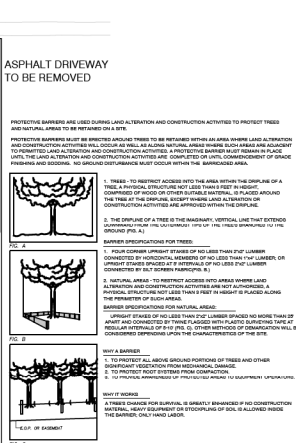 ASPHALT DRIVEWAY
TO BE REMOVED
PROTECTIVE BARRIERS ARE USED DURING LAND ALTERATION AND CONSTRUCTION ACTIVITIES TO PROTECT TREES
AND NATURAL AREAS TO BE RETAINED ON A SITE.
PROTECTIVE BARRIERS MUST BE ERECTED AROUND TREES TO BE RETAINED WITHIN AN AREA WHERE LAND ALTERATION
AND CONSTRUCTION ACTIVITIES WILL OCCUR AS WELL AS ALONG NATURAL AREAS WHERE SUCH AREAS ARE ADJACENT
TO PERMITTED LAND ALTERATION AND CONSTRUCTION ACTIVITIES. A PROTECTIVE BARRIER MUST REMAIN IN PLACE
UNTIL THE LAND ALTERATION AND CONSTRUCTION ACTIVITIES ARE COMPLETED OR UNTIL COMMENCEMENT OF GRADE
FINISHING AND SODDING. NO GROUND DISTURBANCE MUST OCCUR WITHIN THE BARRICADED AREA.
1. TREES - TO RESTRICT ACCESS INTO THE AREA WITHIN THE DRIPLINE OF A
TREE, A PHYSICAL STRUCTURE NOT LESS THAN 3 FEET IN HEIGHT,
COMPRISED OF WOOD OR OTHER SUITABLE MATERIAL, IS PLACED AROUND
THE TREE AT THE DRIPLINE, EXCEPT WHERE LAND ALTERATION OR
CONSTRUCTION ACTIVITIES ARE APPROVED WITHIN THE DRIPLINE.
2. THE DRIPLINE OF A TREE IS THE IMAGINARY, VERTICAL LINE THAT EXTENDS
DOWNWARD FROM THE OUTERMOST TIPS OF THE TREE'S BRANCHES TO THE
GROUND (FIG. A.)
FIG. A
BARRIER SPECIFICATIONS FOR TREES:
1. FOUR CORNER UPRIGHT STAKES OF NO LESS THAN 2"x2" LUMBER
CONNECTED BY HORIZONTAL MEMBERS OF NO LESS THAN 1"x4" LUMBER; OR
UPRIGHT STAKES SPACED AT 5' INTERVALS OF NO LESS THAN 2"x2" LUMBER
CONNECTED BY SILT SCREEN FABRIC(FIG. B.)
2. NATURAL AREAS - TO RESTRICT ACCESS INTO AREAS WHERE LAND
ALTERATION AND CONSTRUCTION ACTIVITIES ARE NOT AUTHORIZED, A
PHYSICAL STRUCTURE NOT LESS THAN 3 FEET IN HEIGHT IS PLACED ALONG
THE PERIMETER OF SUCH AREAS.
BARRIER SPECIFICATIONS FOR NATURAL AREAS:
UPRIGHT STAKES OF NO LESS THAN 2"x2" LUMBER SPACED NO MORE THAN 25'
APART AND CONNECTED BY TWINE FLAGGED WITH PLASTIC SURVEYING TAPE AT
REGULAR INTERVALS OF 5'-10' (FIG. C). OTHER METHODS OF DEMARCATION WILL BE
CONSIDERED DEPENDING UPON THE CHARACTERISTICS OF THE SITE.
FIG. B
WHY A BARRIER
1. TO PROTECT ALL ABOVE GROUND PORTIONS OF TREES AND OTHER
SIGNIFICANT VEGETATION FROM MECHANICAL DAMAGE.
2. TO PROTECT ROOT SYSTEMS FROM COMPACTION.
3. TO PROVIDE AWARENESS OF PROTECTED AREAS TO EQUIPMENT OPERATORS.
WHY IT WORKS
A TREES CHANCE FOR SURVIVAL IS GREATLY ENHANCED IF NO CONSTRUCTION
MATERIAL, HEAVY EQUIPMENT OR STOCKPILING OF SOIL IS ALLOWED INSIDE
THE BARRIER; ONLY HAND LABOR.
E.O.P. OR EASEMENT